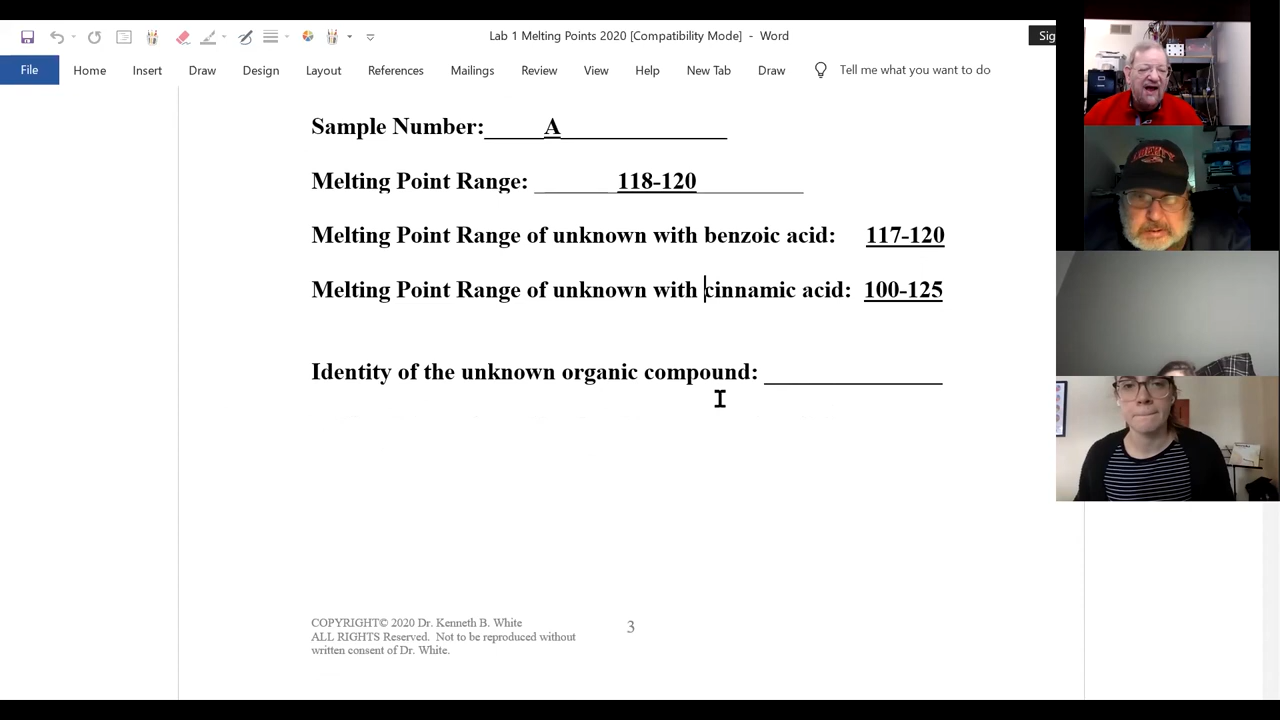 Lab 1 Melting Points 2020 [Compatibility Mode] - Word
Sig
File Home Insert Draw Design Layout References Mailings Review View Help New Tab Draw Tell me what you want to do
Sample Number: A
Melting Point Range: 118-120
Melting Point Range of unknown with benzoic acid: 117-120
Melting Point Range of unknown with cinnamic acid: 100-125
Identity of the unknown organic compound:
COPYRIGHT© 2020 Dr. Kenneth B. White
ALL RIGHTS Reserved. Not to be reproduced without
written consent of Dr. White.
3
LIBERTY